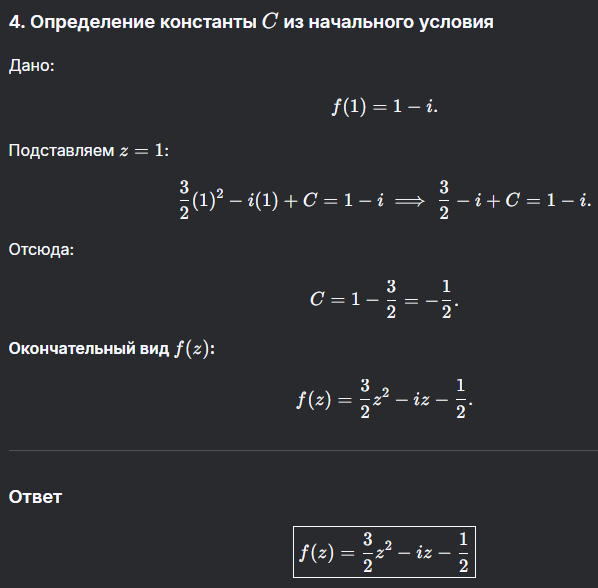 4. Определение константы C из начального условия
Дано:
f(1) = 1 − i.
Подставляем z = 1:
\frac{3}{2}(1)^2 − i(1) + C = 1 − i ⟹ \frac{3}{2} − i + C = 1 − i.
Отсюда:
C = 1 − \frac{3}{2} = −\frac{1}{2}.
Окончательный вид f(z):
f(z) = \frac{3}{2}z^2 − iz − \frac{1}{2}.
Ответ
f(z) = \frac{3}{2}z^2 − iz − \frac{1}{2}